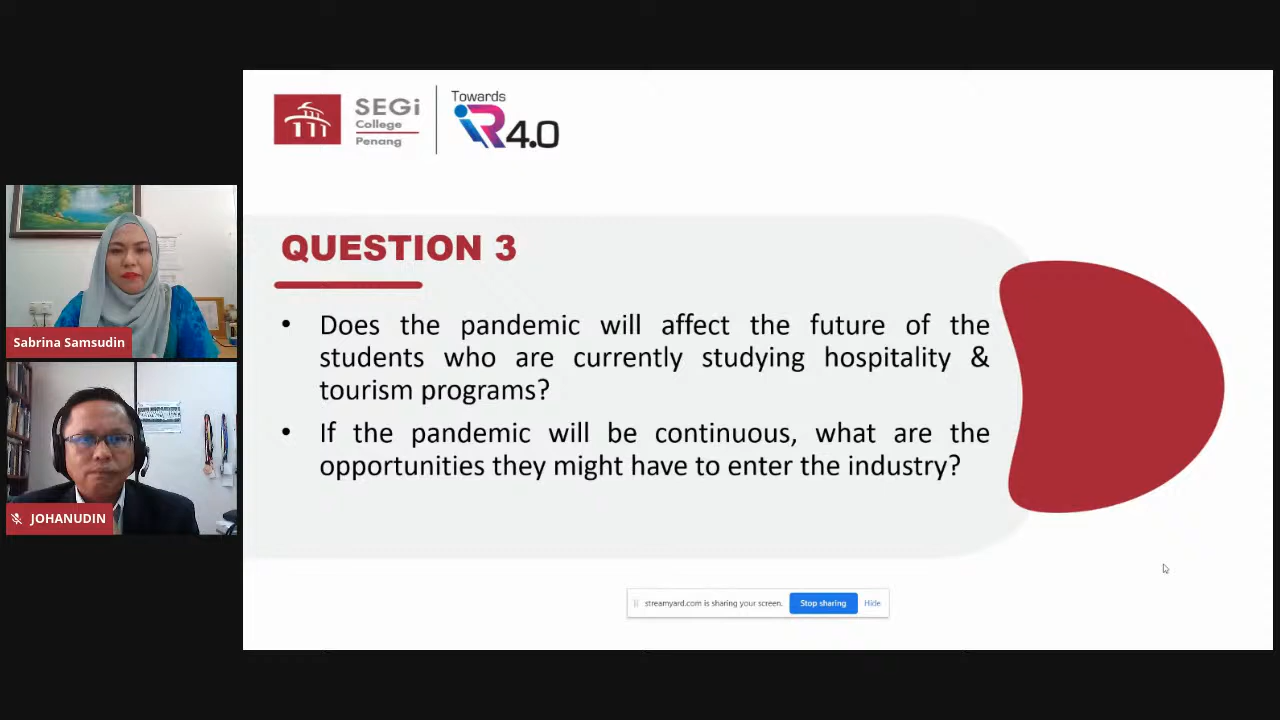 SEGi
College
Penang
Towards
iR4.0
QUESTION 3
• Does the pandemic will affect the future of the
students who are currently studying hospitality &
tourism programs?
• If the pandemic will be continuous, what are the
opportunities they might have to enter the industry?
Sabrina Samsudin
JOHANUDIN
streamyard.com is sharing your screen.
Stop sharing
Hide